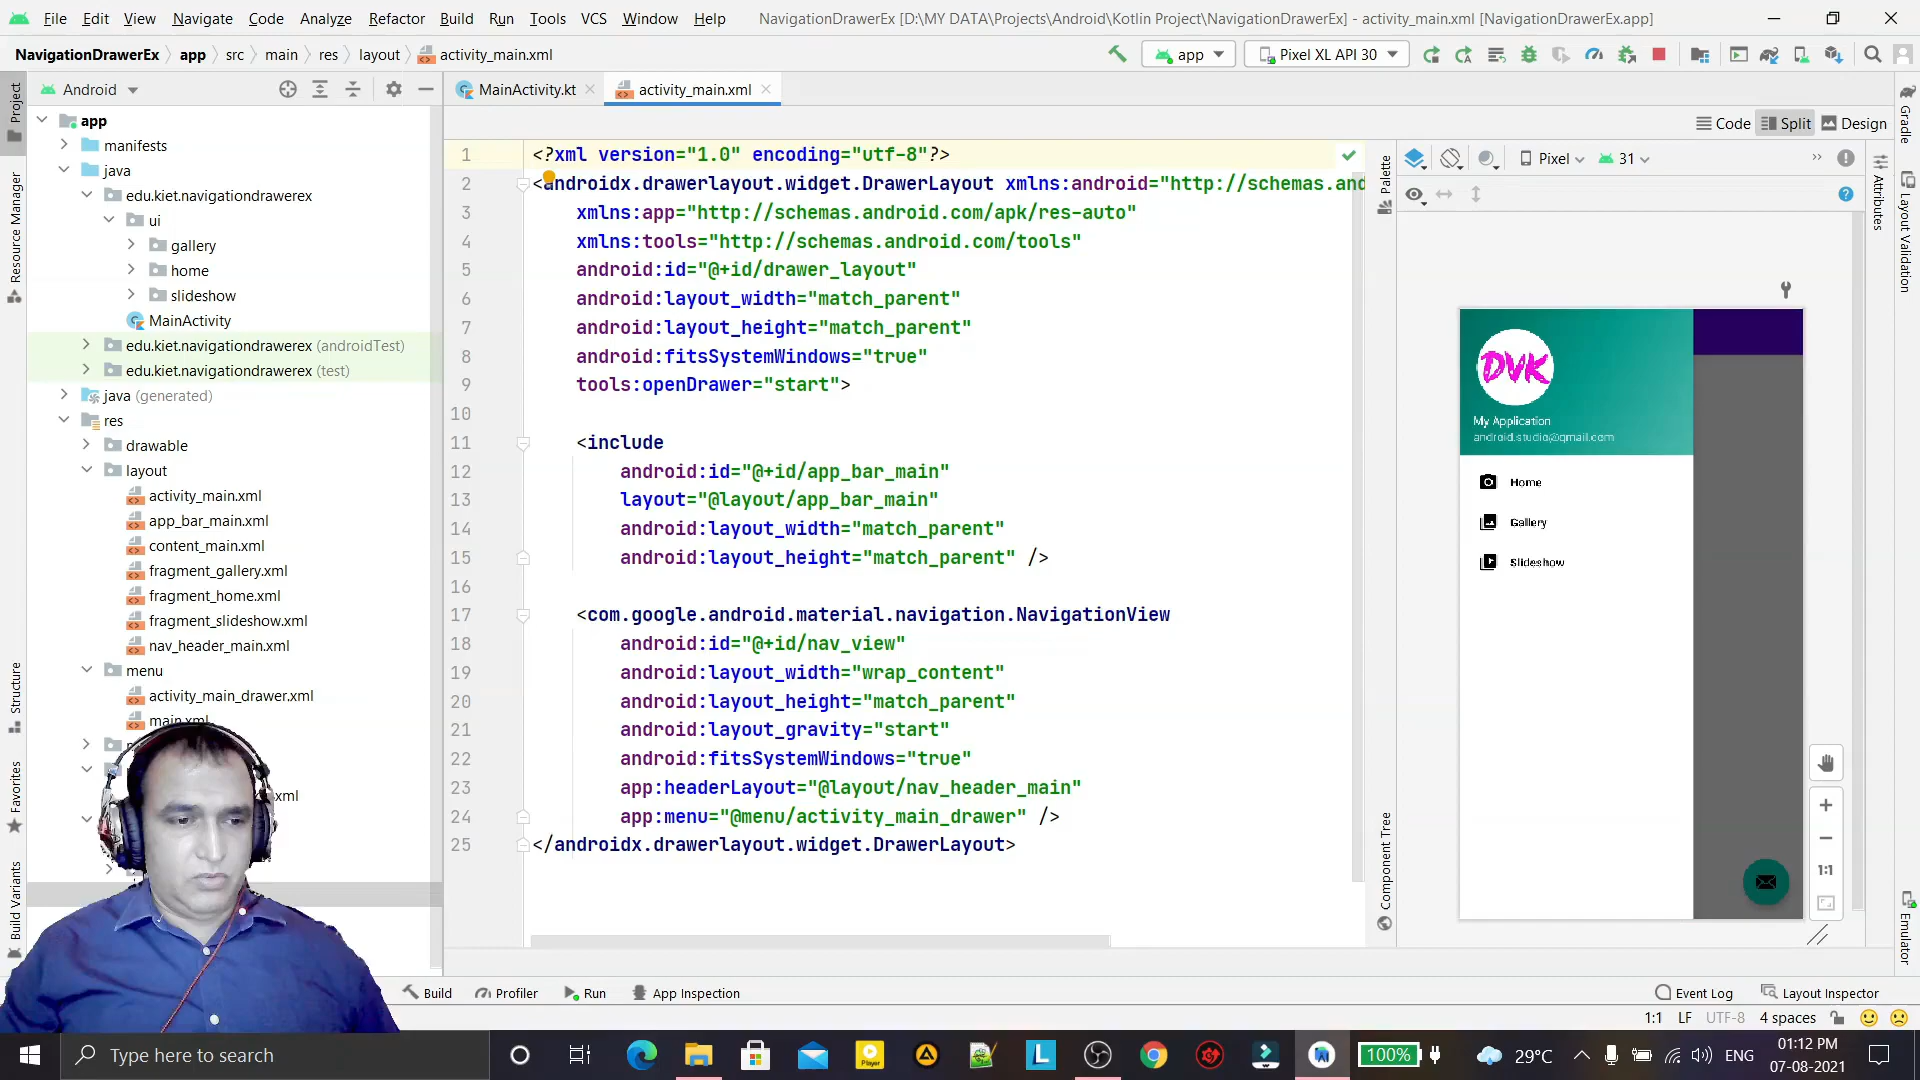 File Edit View Navigate Code Analyze Refactor Build Run Tools VCS Window Help NavigationDrawerEx [D:\MY DATA\Projects\Android\Kotlin Project\NavigationDrawerEx] - activity_main.xml [NavigationDrawerEx.app]
NavigationDrawerEx app src main res layout activity_main.xml app Pixel XL API 30
Android MainActivity.kt activity_main.xml
Code Split Design
Pixel 31
Project
Resource Manager
Structure
Favorites
Build Variants
app
manifests
java
edu.kiet.navigationdrawerex
ui
gallery
home
slideshow
MainActivity
edu.kiet.navigationdrawerex (androidTest)
edu.kiet.navigationdrawerex (test)
java (generated)
res
drawable
layout
activity_main.xml
app_bar_main.xml
content_main.xml
fragment_gallery.xml
fragment_home.xml
fragment_slideshow.xml
nav_header_main.xml
menu
activity_main_drawer.xml
main.xml
xml
1 <?xml version="1.0" encoding="utf-8"?>
2 <androidx.drawerlayout.widget.DrawerLayout xmlns:android="http://schemas.and
3 xmlns:app="http://schemas.android.com/apk/res-auto"
4 xmlns:tools="http://schemas.android.com/tools"
5 android:id="@+id/drawer_layout"
6 android:layout_width="match_parent"
7 android:layout_height="match_parent"
8 android:fitsSystemWindows="true"
9 tools:openDrawer="start">
10
11 <include
12 android:id="@+id/app_bar_main"
13 layout="@layout/app_bar_main"
14 android:layout_width="match_parent"
15 android:layout_height="match_parent" />
16
17 <com.google.android.material.navigation.NavigationView
18 android:id="@+id/nav_view"
19 android:layout_width="wrap_content"
20 android:layout_height="match_parent"
21 android:layout_gravity="start"
22 android:fitsSystemWindows="true"
23 app:headerLayout="@layout/nav_header_main"
24 app:menu="@menu/activity_main_drawer" />
25 </androidx.drawerlayout.widget.DrawerLayout>
Palette
Component Tree
DVK
My Application
android.studio@gmail.com
Home
Gallery
Slideshow
1:1
Attributes
Gradle
Layout Validation
Emulator
Build Profiler Run App Inspection Event Log Layout Inspector
1:1 LF UTF-8 4 spaces
Type here to search
Player
L
100% 29°C ENG
01:12 PM
07-08-2021